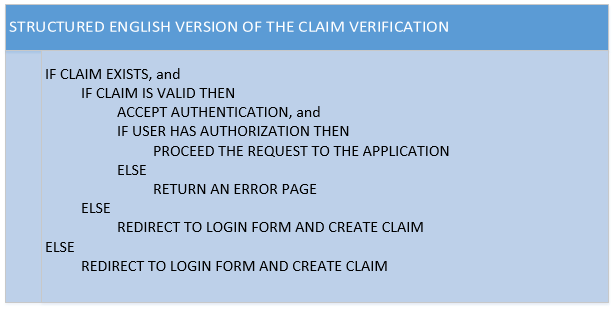 STRUCTURED ENGLISH VERSION OF THE CLAIM VERIFICATION
IF CLAIM EXISTS, and
IF CLAIM IS VALID THEN
ACCEPT AUTHENTICATION, and
IF USER HAS AUTHORIZATION THEN
PROCEED THE REQUEST TO THE APPLICATION
ELSE
RETURN AN ERROR PAGE
ELSE
REDIRECT TO LOGIN FORM AND CREATE CLAIM
ELSE
REDIRECT TO LOGIN FORM AND CREATE CLAIM